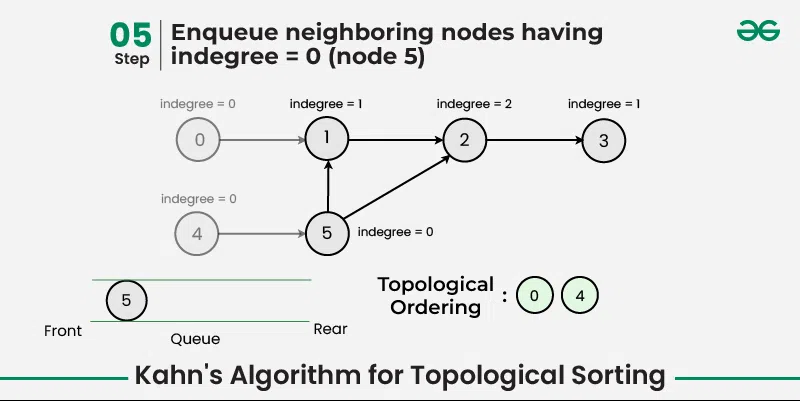 05
Step
Enqueue neighboring nodes having
indegree = 0 (node 5)
indegree = 0
indegree = 1
indegree = 2
indegree = 1
0
1
2
3
indegree = 0
4
5
indegree = 0
5
Front
Queue
Rear
Topological
Ordering
:
0
4
Kahn's Algorithm for Topological Sorting